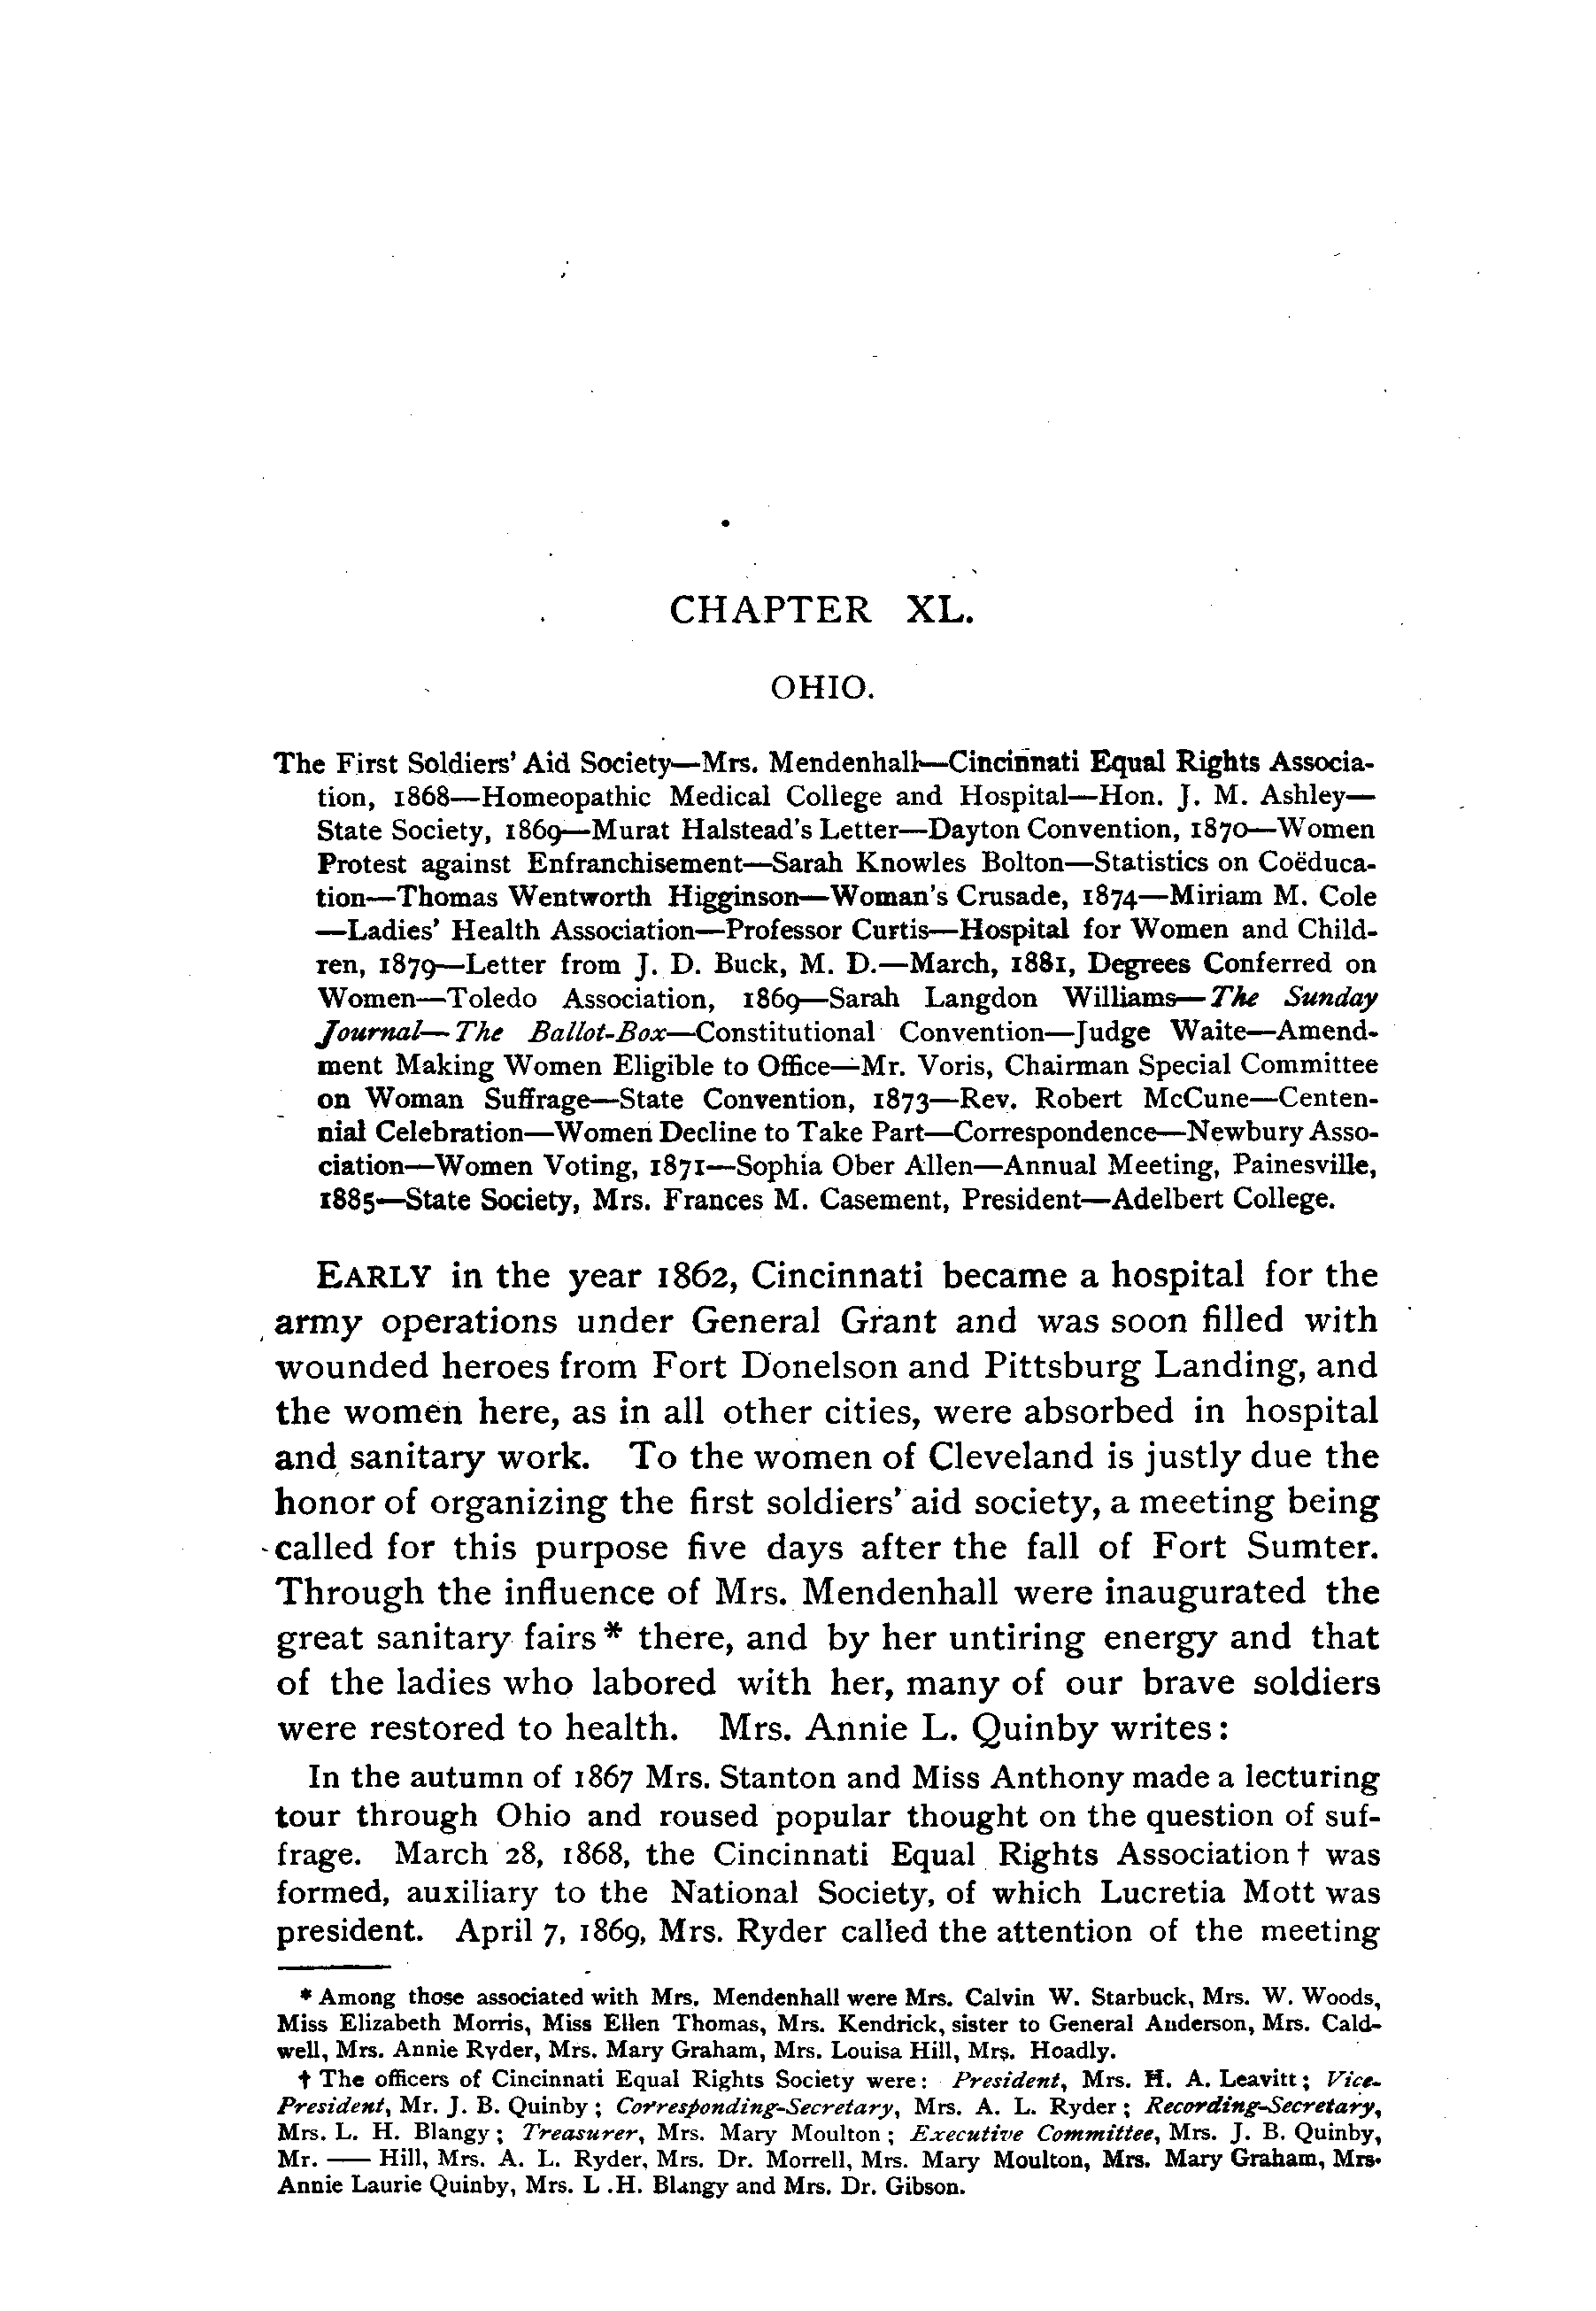 CHAPTER XL.
OHIO.
The First Soldiers' Aid Society—Mrs. Mendenhall—Cincinnati Equal Rights Associa-
tion, 1868—Homeopathic Medical College and Hospital—Hon. J. M. Ashley—
State Society, 1869—Murat Halstead's Letter—Dayton Convention, 1870—Women
Protest against Enfranchisement—Sarah Knowles Bolton—Statistics on Coëduca-
tion—Thomas Wentworth Higginson—Woman's Crusade, 1874—Miriam M. Cole
—Ladies' Health Association—Professor Curtis—Hospital for Women and Child-
ren, 1879—Letter from J. D. Buck, M. D.—March, 1881, Degrees Conferred on
Women—Toledo Association, 1869—Sarah Langdon Williams—The Sunday
Journal—The Ballot-Box—Constitutional Convention—Judge Waite—Amend-
ment Making Women Eligible to Office—Mr. Voris, Chairman Special Committee
on Woman Suffrage—State Convention, 1873—Rev. Robert McCune—Centen-
nial Celebration—Women Decline to Take Part—Correspondence—Newbury Asso-
ciation—Women Voting, 1871—Sophia Ober Allen—Annual Meeting, Painesville,
1885—State Society, Mrs. Frances M. Casement, President—Adelbert College.
EARLY in the year 1862, Cincinnati became a hospital for the
army operations under General Grant and was soon filled with
wounded heroes from Fort Donelson and Pittsburg Landing, and
the women here, as in all other cities, were absorbed in hospital
and sanitary work. To the women of Cleveland is justly due the
honor of organizing the first soldiers' aid society, a meeting being
called for this purpose five days after the fall of Fort Sumter.
Through the influence of Mrs. Mendenhall were inaugurated the
great sanitary fairs* there, and by her untiring energy and that
of the ladies who labored with her, many of our brave soldiers
were restored to health. Mrs. Annie L. Quinby writes:
In the autumn of 1867 Mrs. Stanton and Miss Anthony made a lecturing
tour through Ohio and roused popular thought on the question of suf-
frage. March 28, 1868, the Cincinnati Equal Rights Association† was
formed, auxiliary to the National Society, of which Lucretia Mott was
president. April 7, 1869, Mrs. Ryder called the attention of the meeting
* Among those associated with Mrs. Mendenhall were Mrs. Calvin W. Starbuck, Mrs. W. Woods,
Miss Elizabeth Morris, Miss Ellen Thomas, Mrs. Kendrick, sister to General Anderson, Mrs. Cald-
well, Mrs. Annie Ryder, Mrs. Mary Graham, Mrs. Louisa Hill, Mrs. Hoadly.
† The officers of Cincinnati Equal Rights Society were: President, Mrs. H. A. Leavitt; Vice-
President, Mr. J. B. Quinby; Corresponding-Secretary, Mrs. A. L. Ryder; Recording-Secretary,
Mrs. L. H. Blangy; Treasurer, Mrs. Mary Moulton; Executive Committee, Mrs. J. B. Quinby,
Mr. —— Hill, Mrs. A. L. Ryder, Mrs. Dr. Morrell, Mrs. Mary Moulton, Mrs. Mary Graham, Mrs.
Annie Laurie Quinby, Mrs. L .H. Blangy and Mrs. Dr. Gibson.